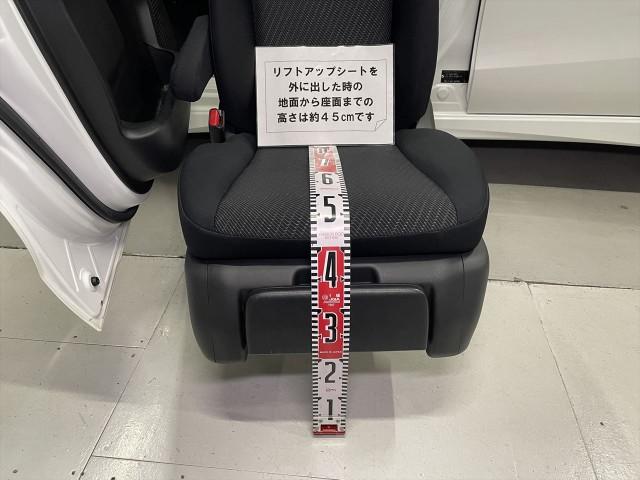 リフトアップシートを
外に出した時の
地面から座面までの
高さは約45cmです
7
6
5
4
3
2
1